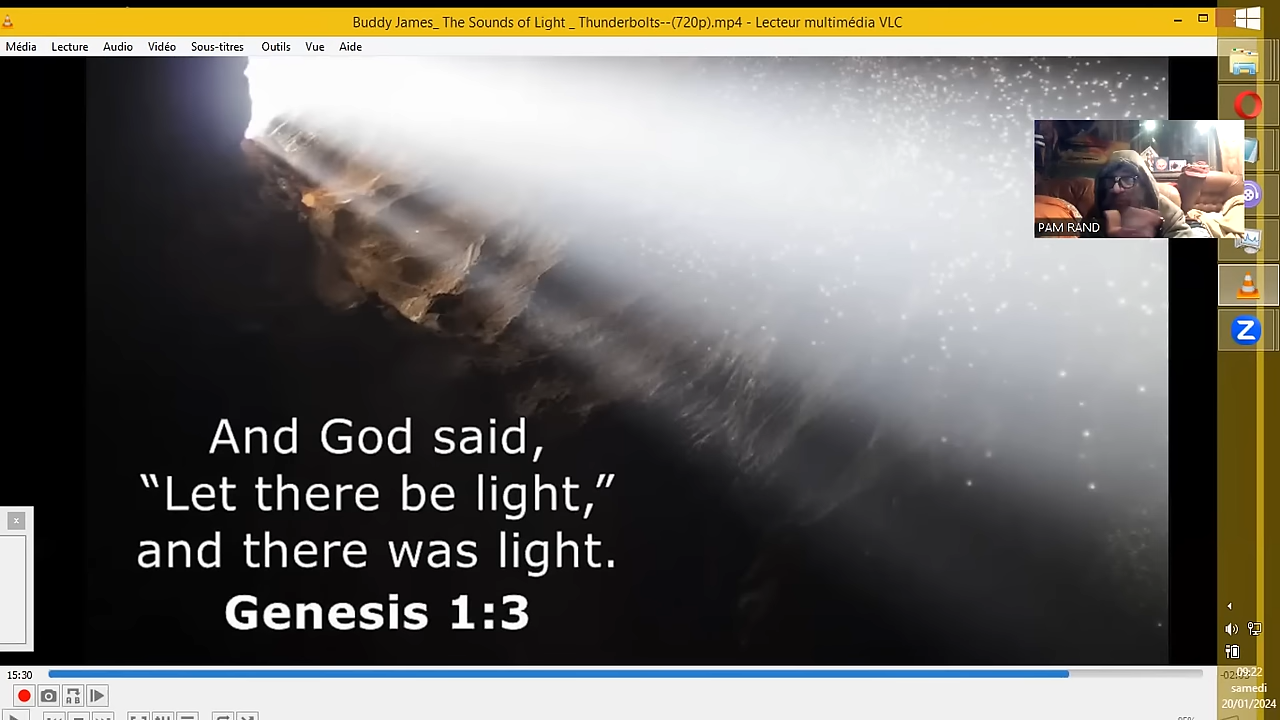 Buddy James_ The Sounds of Light _ Thunderbolts--(720p).mp4 - Lecteur multimédia VLC
Média Lecture Audio Vidéo Sous-titres Outils Vue Aide
PAM RAND
And God said,
“Let there be light,”
and there was light.
Genesis 1:3
x
15:30
09:22
samedi
20/01/2024